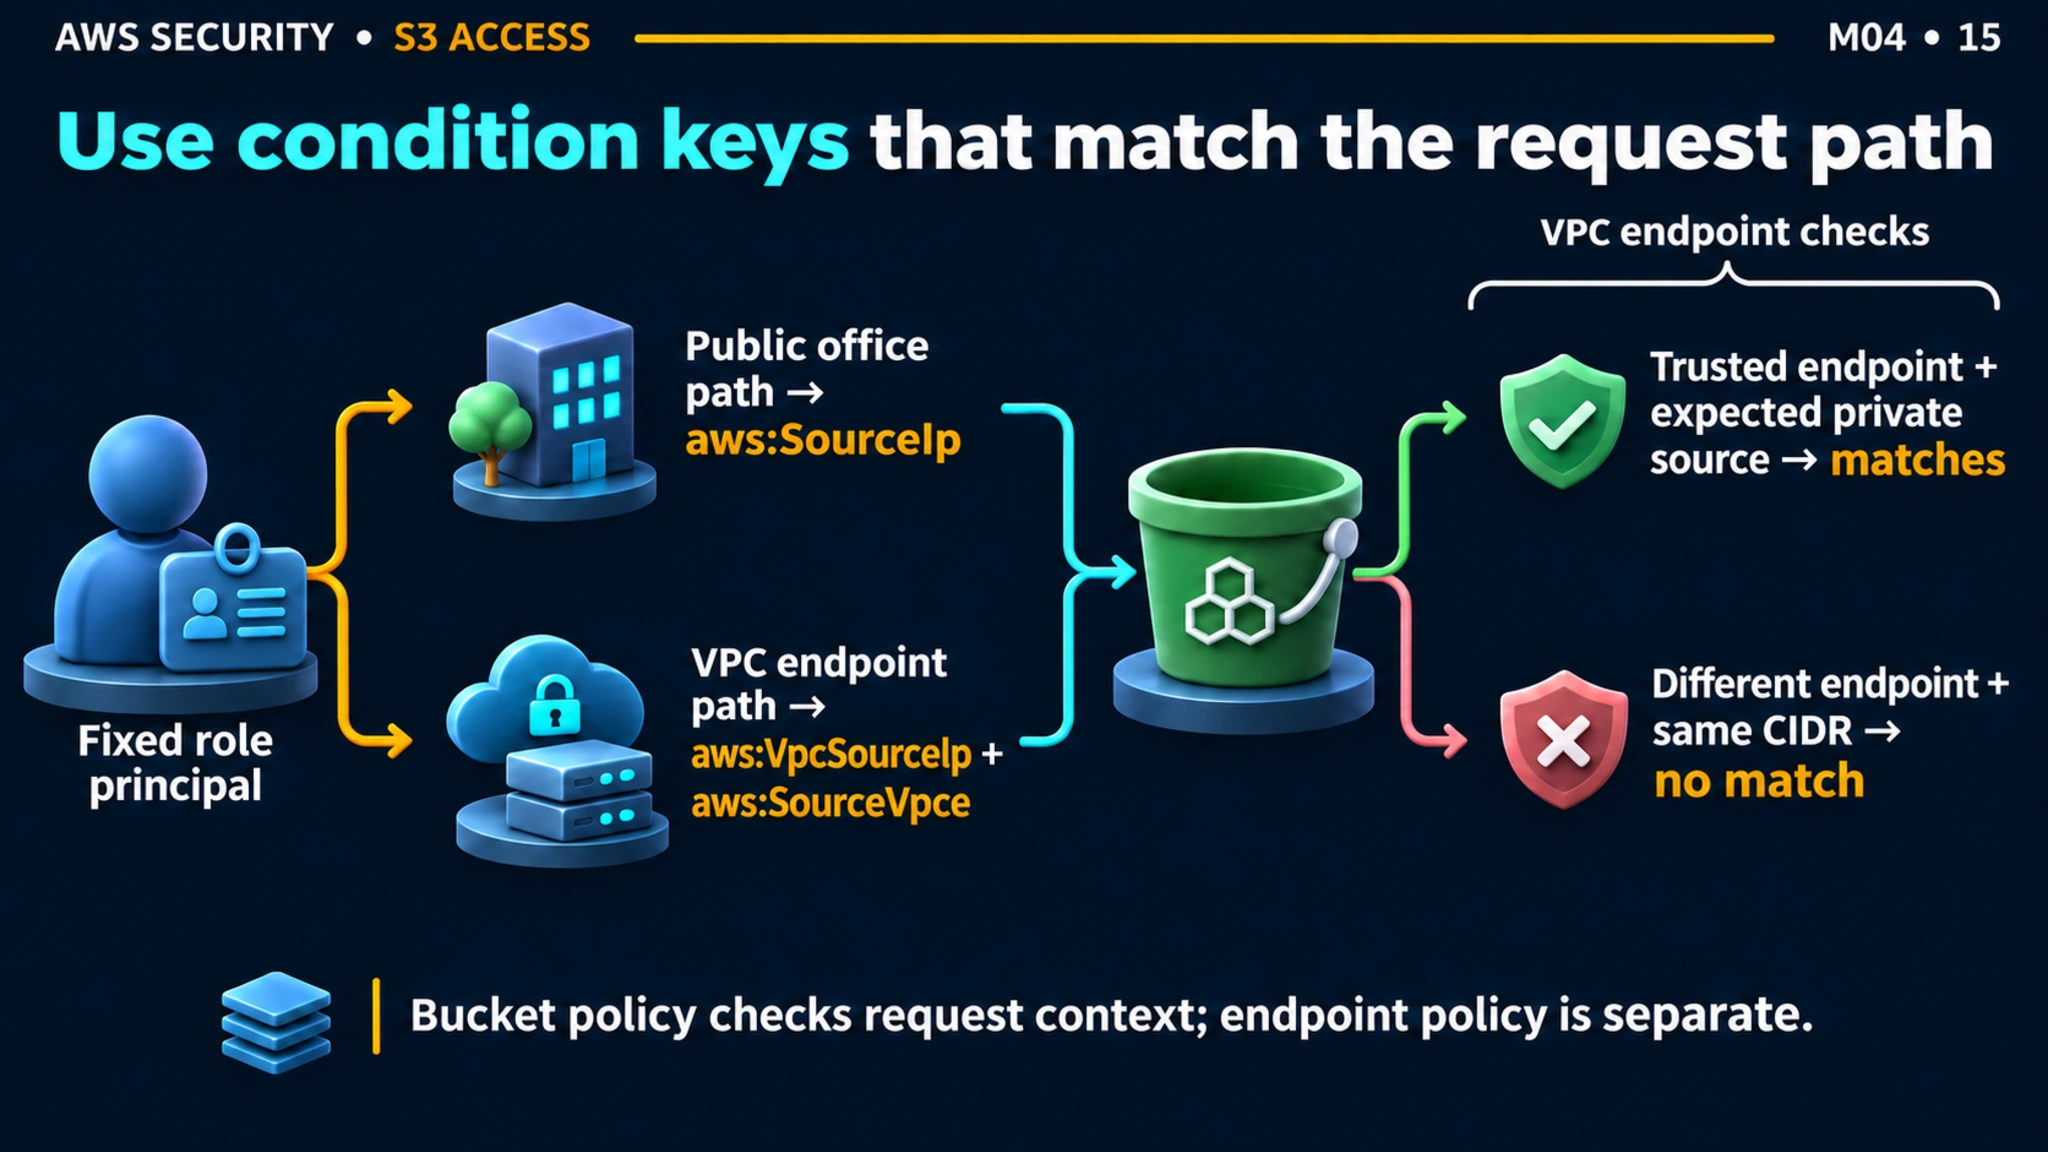 AWS SECURITY • S3 ACCESS
M04 • 15
Use condition keys that match the request path
VPC endpoint checks
Public office
path →
aws:SourceIp
Trusted endpoint +
expected private
source → matches
VPC endpoint
path →
aws:VpcSourceIp +
aws:SourceVpce
Different endpoint +
same CIDR →
no match
Fixed role
principal
Bucket policy checks request context; endpoint policy is separate.